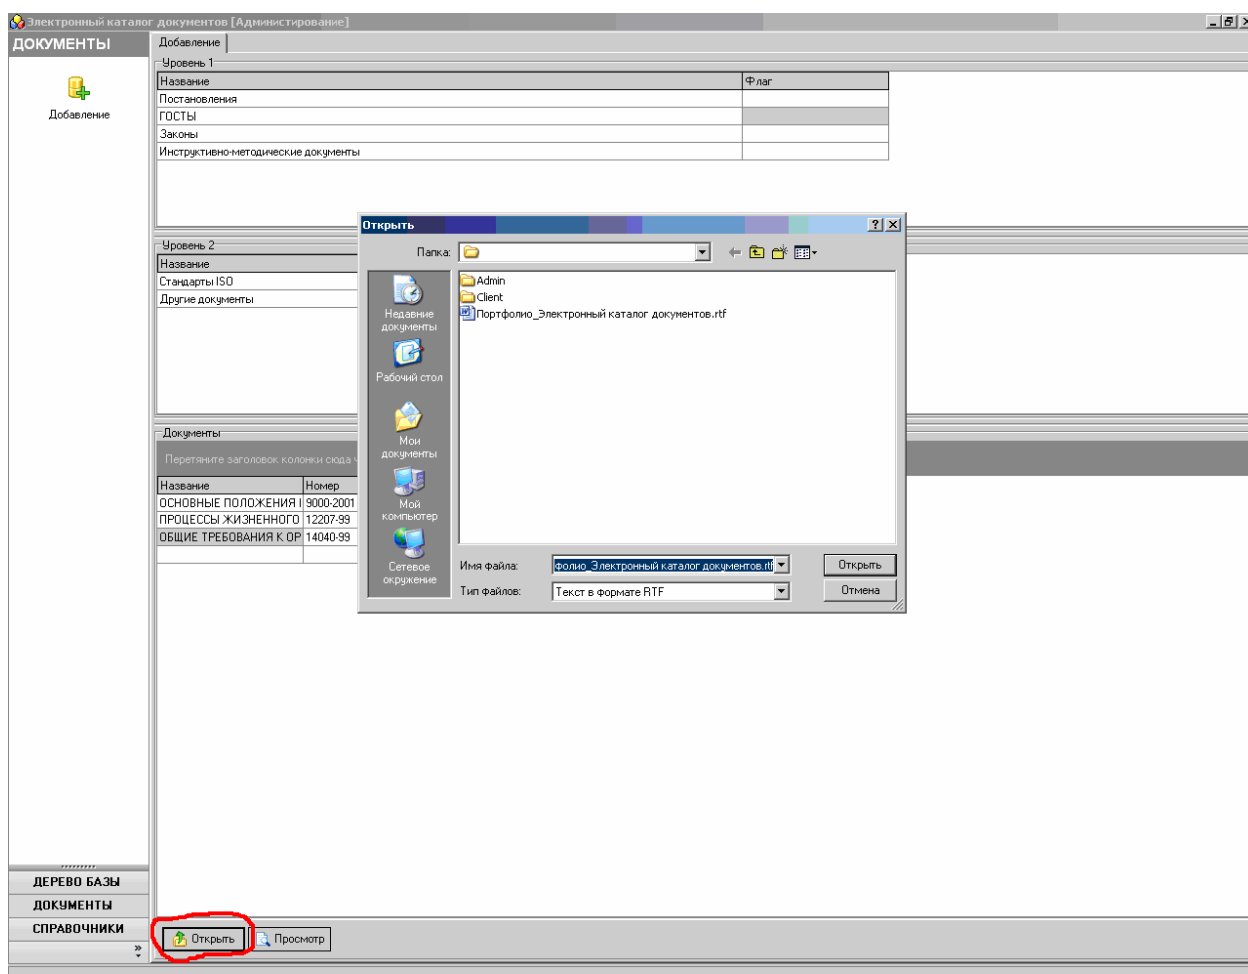 Электронный каталог документов [Администирование]
ДОКУМЕНТЫ
Добавление
Добавление
Уровень 1
Название Флаг
Постановления
ГОСТЫ
Законы
Инструктивно-методические документы
Уровень 2
Название
Стандарты ISO
Другие документы
Документы
Перетяните заголовок колонки сюда
Название Номер
ОСНОВНЫЕ ПОЛОЖЕНИЯ 9000-2001
ПРОЦЕССЫ ЖИЗНЕННОГО 12207-99
ОБЩИЕ ТРЕБОВАНИЯ К ОР 14040-99
Открыть
Папка:
Недавние
документы
Рабочий стол
Мои
документы
Мой
компьютер
Сетевое
окружение
Admin
Client
Портфолио_Электронный каталог документов.rtf
Имя файла: фолио_Электронный каталог документов.rtf Открыть
Тип файлов: Текст в формате RTF Отмена
ДЕРЕВО БАЗЫ
ДОКУМЕНТЫ
СПРАВОЧНИКИ
Открыть Просмотр